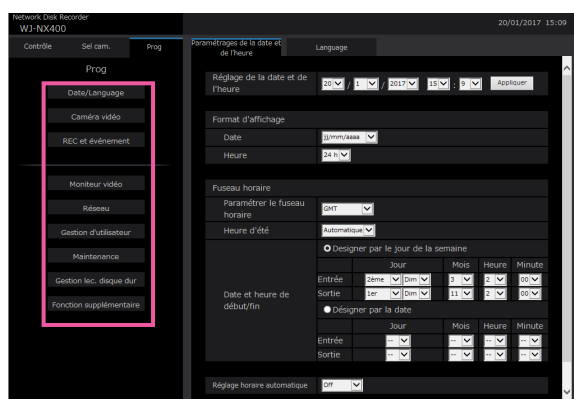 Network Disk Recorder
WJ-NX400
20/01/2017 15:09
Contrôle Sel cam. Prog
Paramétrages de la date et de l'heure Language
Prog
Date/Language
Caméra vidéo
REC et événement
Moniteur vidéo
Réseau
Gestion d'utilisateur
Maintenance
Gestion lec. disque dur
Fonction supplémentaire
Réglage de la date et de l'heure 20 / 1 / 2017 15 : 9 Appliquer
Format d'affichage
Date jj/mm/aaaa
Heure 24 h
Fuseau horaire
Paramétrer le fuseau horaire GMT
Heure d'été Automatique
Date et heure de début/fin
Designer par le jour de la semaine
Jour Mois Heure Minute
Entrée 2ème Dim 3 2 00
Sortie 1er Dim 11 2 00
Désigner par la date
Jour Mois Heure Minute
Entrée -- -- -- --
Sortie -- -- -- --
Réglage horaire automatique Off